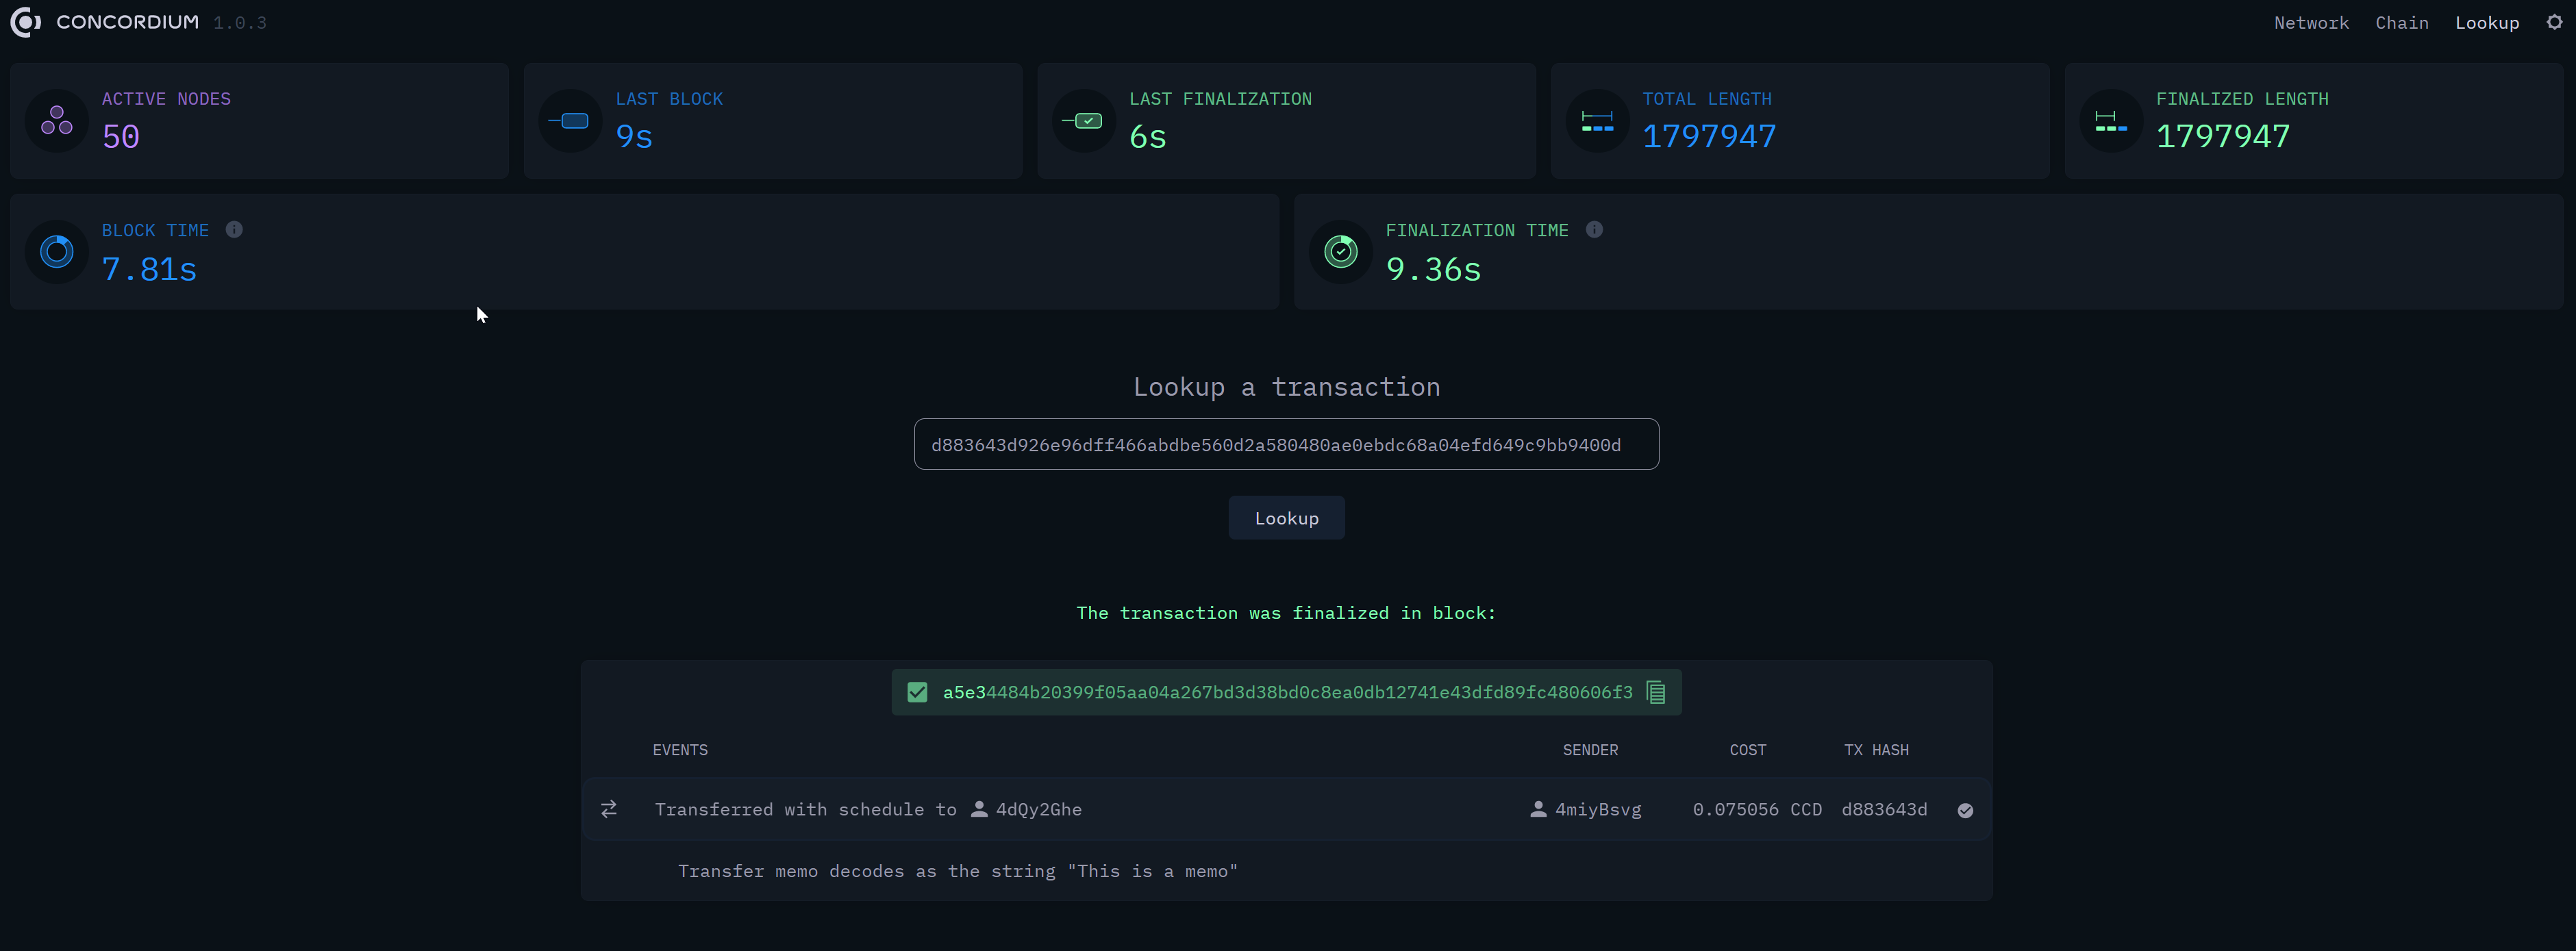 CONCORDIUM 1.0.3
Network Chain Lookup
ACTIVE NODES
50
LAST BLOCK
9s
LAST FINALIZATION
6s
TOTAL LENGTH
1797947
FINALIZED LENGTH
1797947
BLOCK TIME
7.81s
FINALIZATION TIME
9.36s
Lookup a transaction
d883643d926e96dff466abdbe560d2a580480ae0ebdc68a04efd649c9bb9400d
Lookup
The transaction was finalized in block:
a5e34484b20399f05aa04a267bd3d38bd0c8ea0db12741e43dfd89fc480606f3
EVENTS SENDER COST TX HASH
Transferred with schedule to 4dQy2Ghe 4miyBsvg 0.075056 CCD d883643d
Transfer memo decodes as the string "This is a memo"